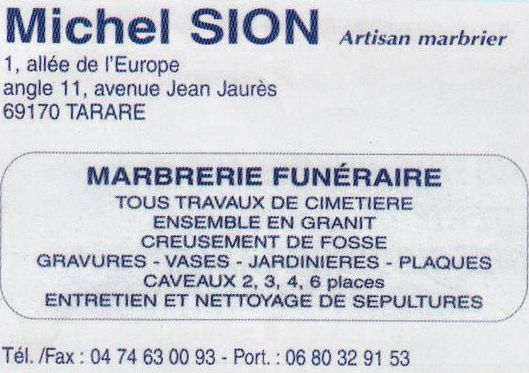 Michel SION Artisan marbrier
1, allée de l'Europe
angle 11, avenue Jean Jaurès
69170 TARARE
MARBRERIE FUNÉRAIRE
TOUS TRAVAUX DE CIMETIERE
ENSEMBLE EN GRANIT
CREUSEMENT DE FOSSE
GRAVURES - VASES - JARDINIERES - PLAQUES
CAVEAUX 2, 3, 4, 6 places
ENTRETIEN ET NETTOYAGE DE SEPULTURES
Tél. /Fax : 04 74 63 00 93 - Port. : 06 80 32 91 53